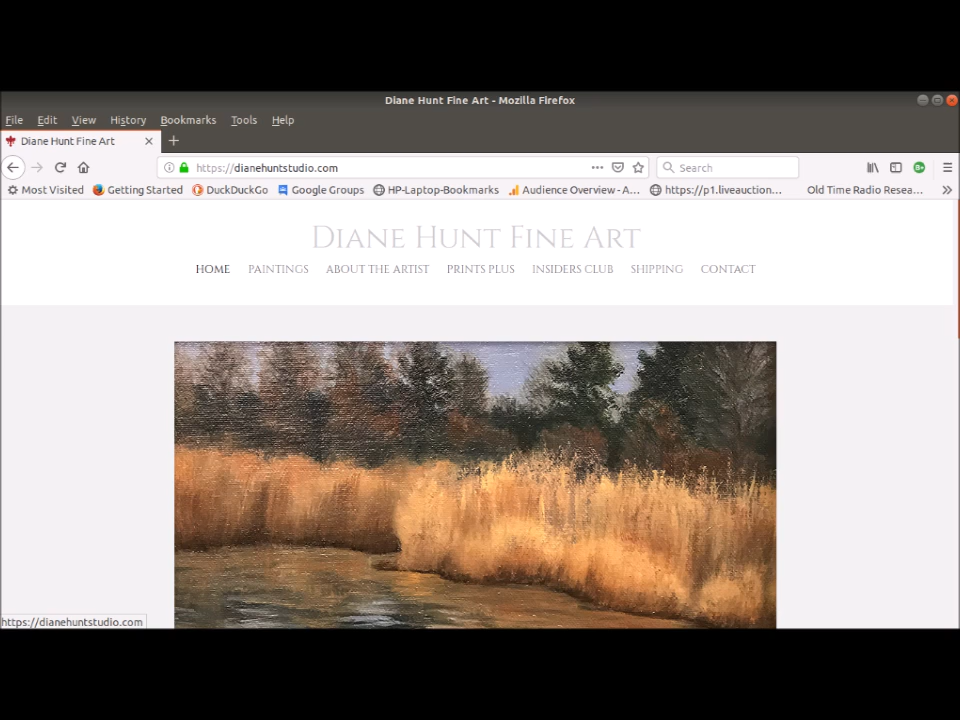 Diane Hunt Fine Art - Mozilla Firefox
File Edit View History Bookmarks Tools Help
Diane Hunt Fine Art
https://dianehuntstudio.com Search
Most Visited Getting Started DuckDuckGo Google Groups HP-Laptop-Bookmarks Audience Overview - A... https://p1.liveauction... Old Time Radio Resea...
Diane Hunt Fine Art
HOME PAINTINGS ABOUT THE ARTIST PRINTS PLUS INSIDERS CLUB SHIPPING CONTACT
https://dianehuntstudio.com